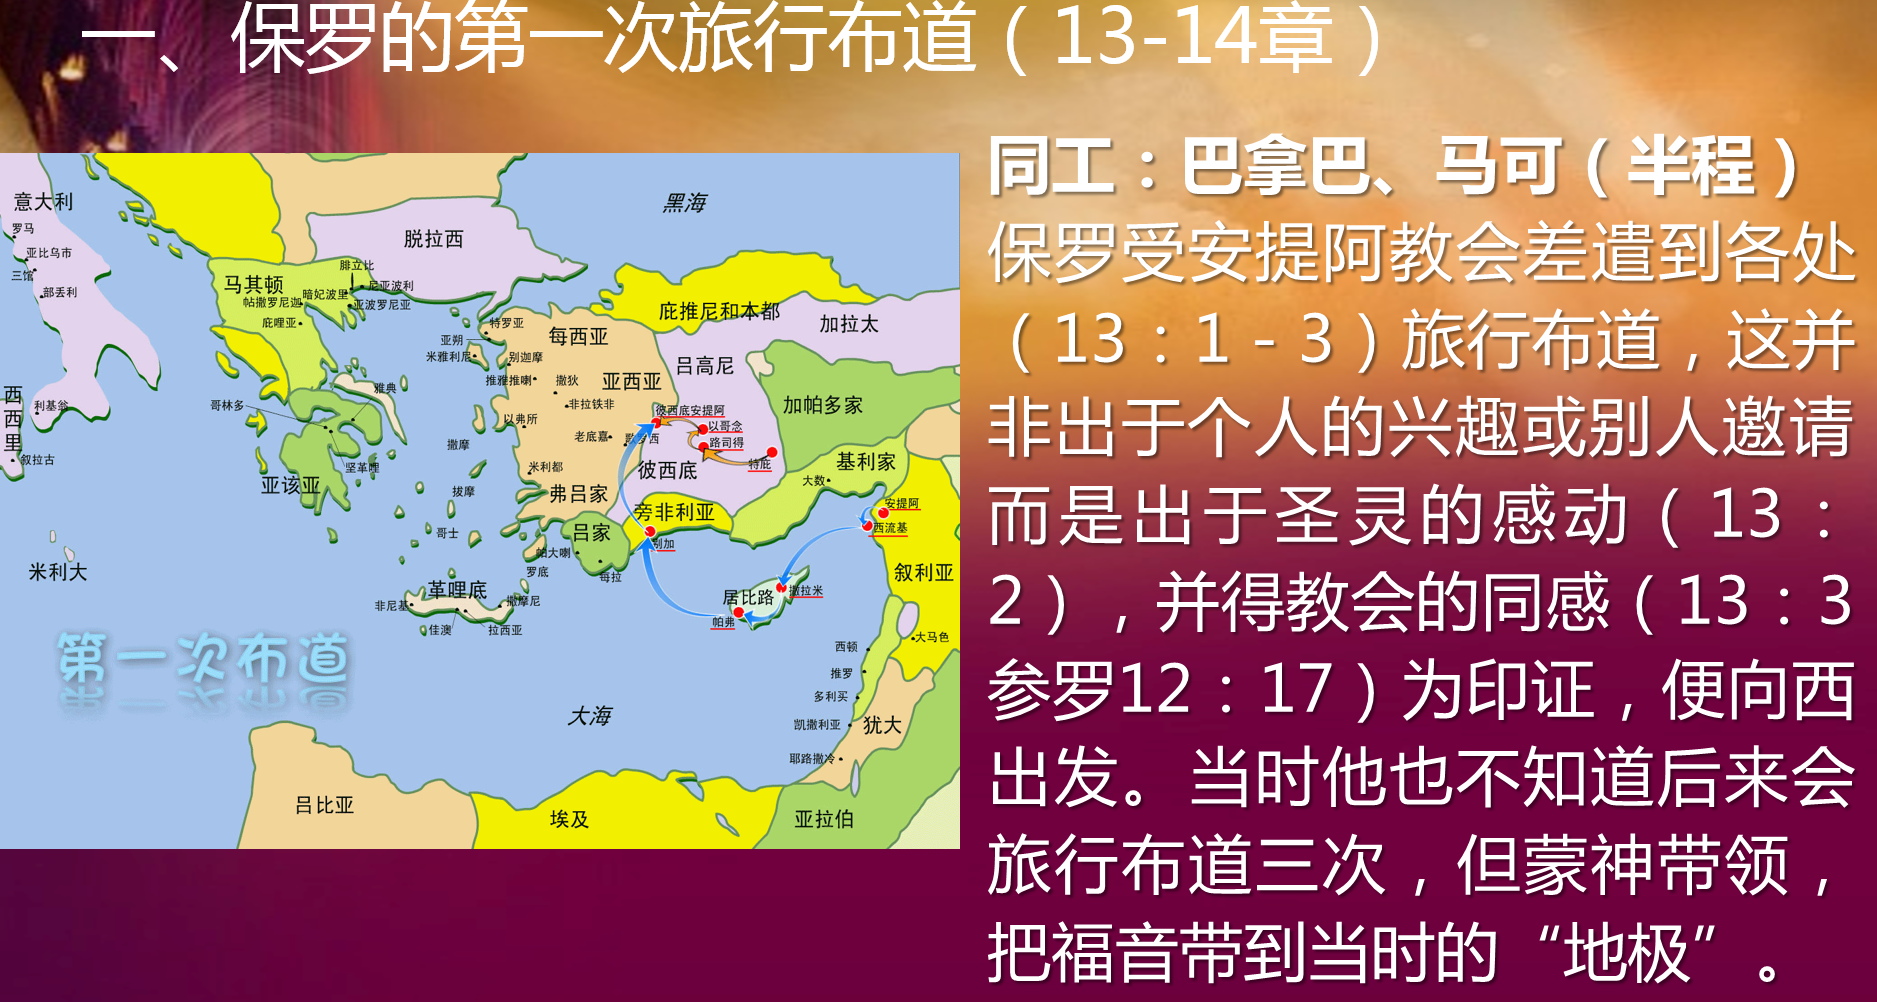 一、保罗的第一次旅行布道（13-14章）
同工：巴拿巴、马可（半程）
保罗受安提阿教会差遣到各处
（13：1－3）旅行布道，这并
非出于个人的兴趣或别人邀请
而是出于圣灵的感动（13：
2），并得教会的同感（13：3
参罗12：17）为印证，便向西
出发。当时他也不知道后来会
旅行布道三次，但蒙神带领，
把福音带到当时的“地极”。
意大利
罗马
亚比乌市
三馆
部丢利
西西里
利基翁
叙拉古
米利大
黑海
脱拉西
马其顿
腓立比
尼亚波利
暗妃波里
帖撒罗尼迦
亚波罗尼亚
庇哩亚
特罗亚
亚朔
米雅利尼
每西亚
别迦摩
推雅推喇
撒狄
亚西亚
非拉铁非
以弗所
老底嘉
歌罗西
撒摩
米利都
拔摩
弗吕家
哥士
雅典
哥林多
坚革哩
亚该亚
庇推尼和本都
加拉太
吕高尼
加帕多家
彼西底安提阿
以哥念
路司得
特庇
彼西底
基利家
大数
旁非利亚
别加
吕家
帕大喇
每拉
罗底
安提阿
西流基
叙利亚
居比路
撒拉米
帕弗
革哩底
非尼基
撒摩尼
佳澳
拉西亚
大马色
西顿
推罗
多利买
凯撒利亚
犹大
耶路撒冷
大海
第一次布道
吕比亚
埃及
亚拉伯